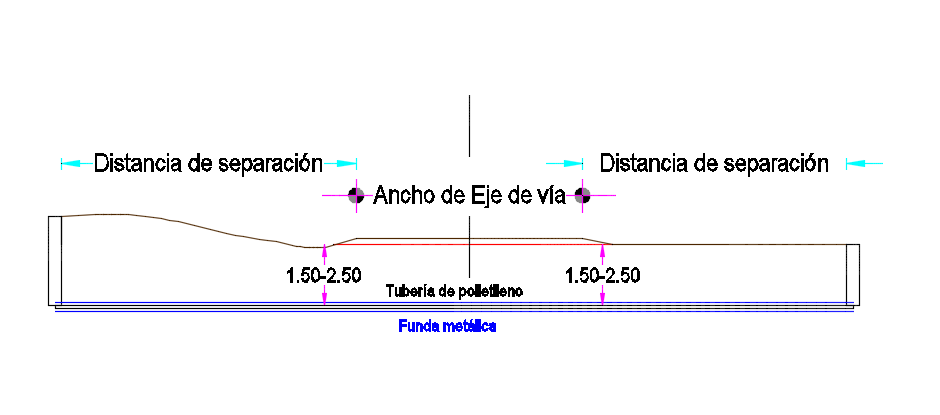 Distancia de separación
Distancia de separación
Ancho de Eje de vía
1.50-2.50
1.50-2.50
Tubería de polietileno
Funda metálica